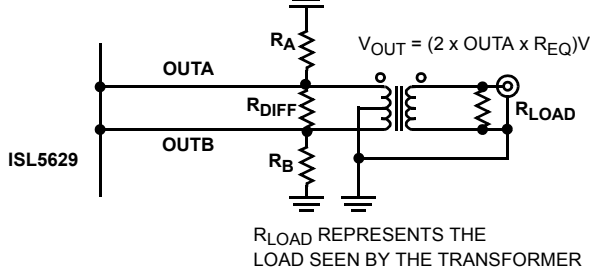 R_A
V_OUT = (2 x OUTA x R_EQ)V
OUTA
R_DIFF
R_LOAD
OUTB
ISL5629
R_B
R_LOAD REPRESENTS THE
LOAD SEEN BY THE TRANSFORMER